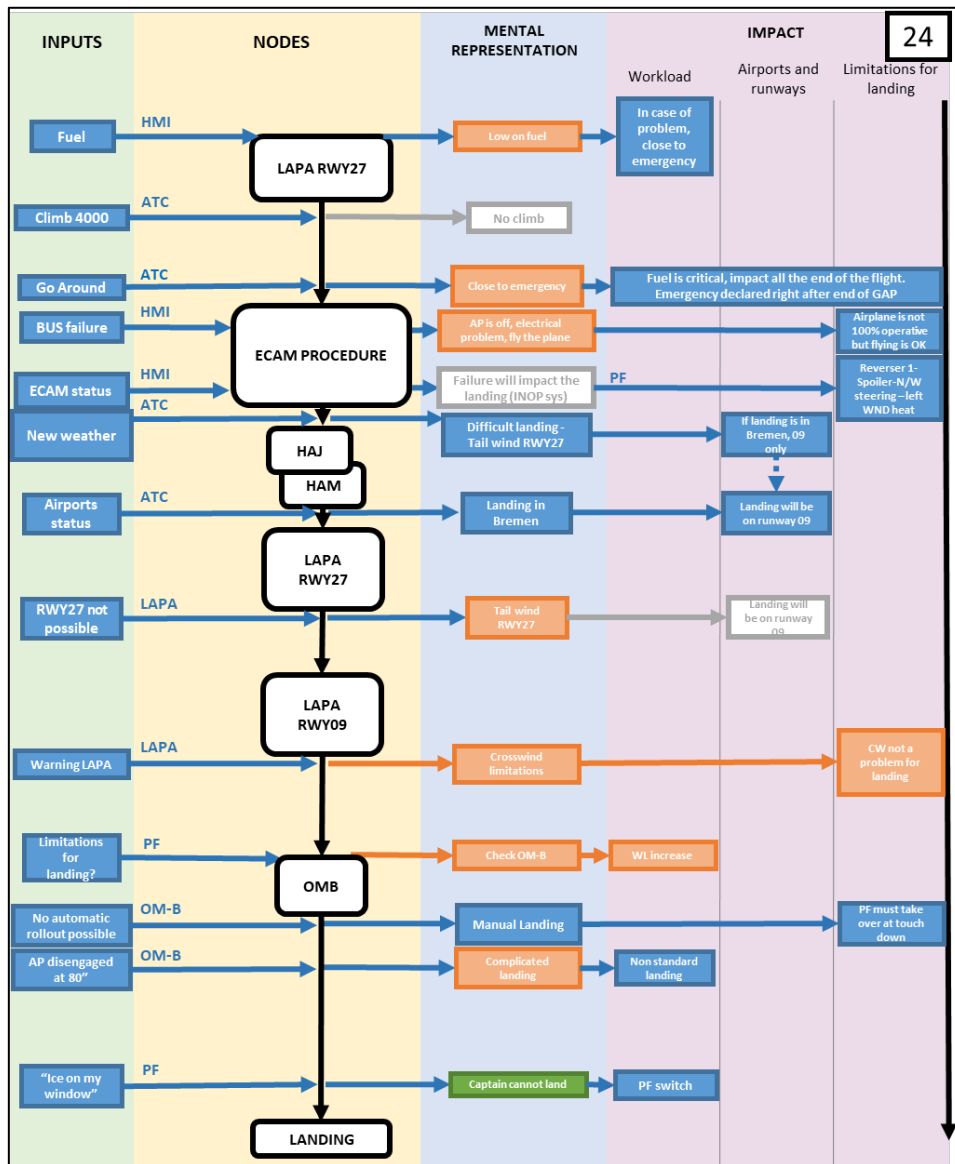 24
INPUTS
NODES
MENTAL
REPRESENTATION
IMPACT
Workload
Airports and
runways
Limitations for
landing
Fuel
HMI
LAPA RWY27
Low on fuel
In case of
problem,
close to
emergency
Climb 4000
ATC
No climb
Go Around
ATC
Close to emergency
Fuel is critical, impact all the end of the flight.
Emergency declared right after end of GAP
BUS failure
HMI
ECAM PROCEDURE
AP is off, electrical
problem, fly the plane
Airplane is not
100% operative
but flying is OK
ECAM status
HMI
Failure will impact the
landing (INOP sys)
PF
Reverser 1-
Spoiler-N/W
steering – left
WND heat
New weather
ATC
HAJ
HAM
Difficult landing -
Tail wind RWY27
If landing is in
Bremen, 09
only
Airports
status
ATC
Landing in
Bremen
Landing will be
on runway 09
LAPA
RWY27
RWY27 not
possible
LAPA
Tail wind
RWY27
Landing will
be on runway
09
LAPA
RWY09
Warning LAPA
LAPA
Crosswind
limitations
CW not a
problem for
landing
Limitations
for
landing?
PF
OMB
Check OM-B
WL increase
No automatic
rollout possible
OM-B
Manual Landing
PF must take
over at touch
down
AP disengaged
at 80”
OM-B
Complicated
landing
Non standard
landing
“Ice on my
window”
PF
Captain cannot land
PF switch
LANDING